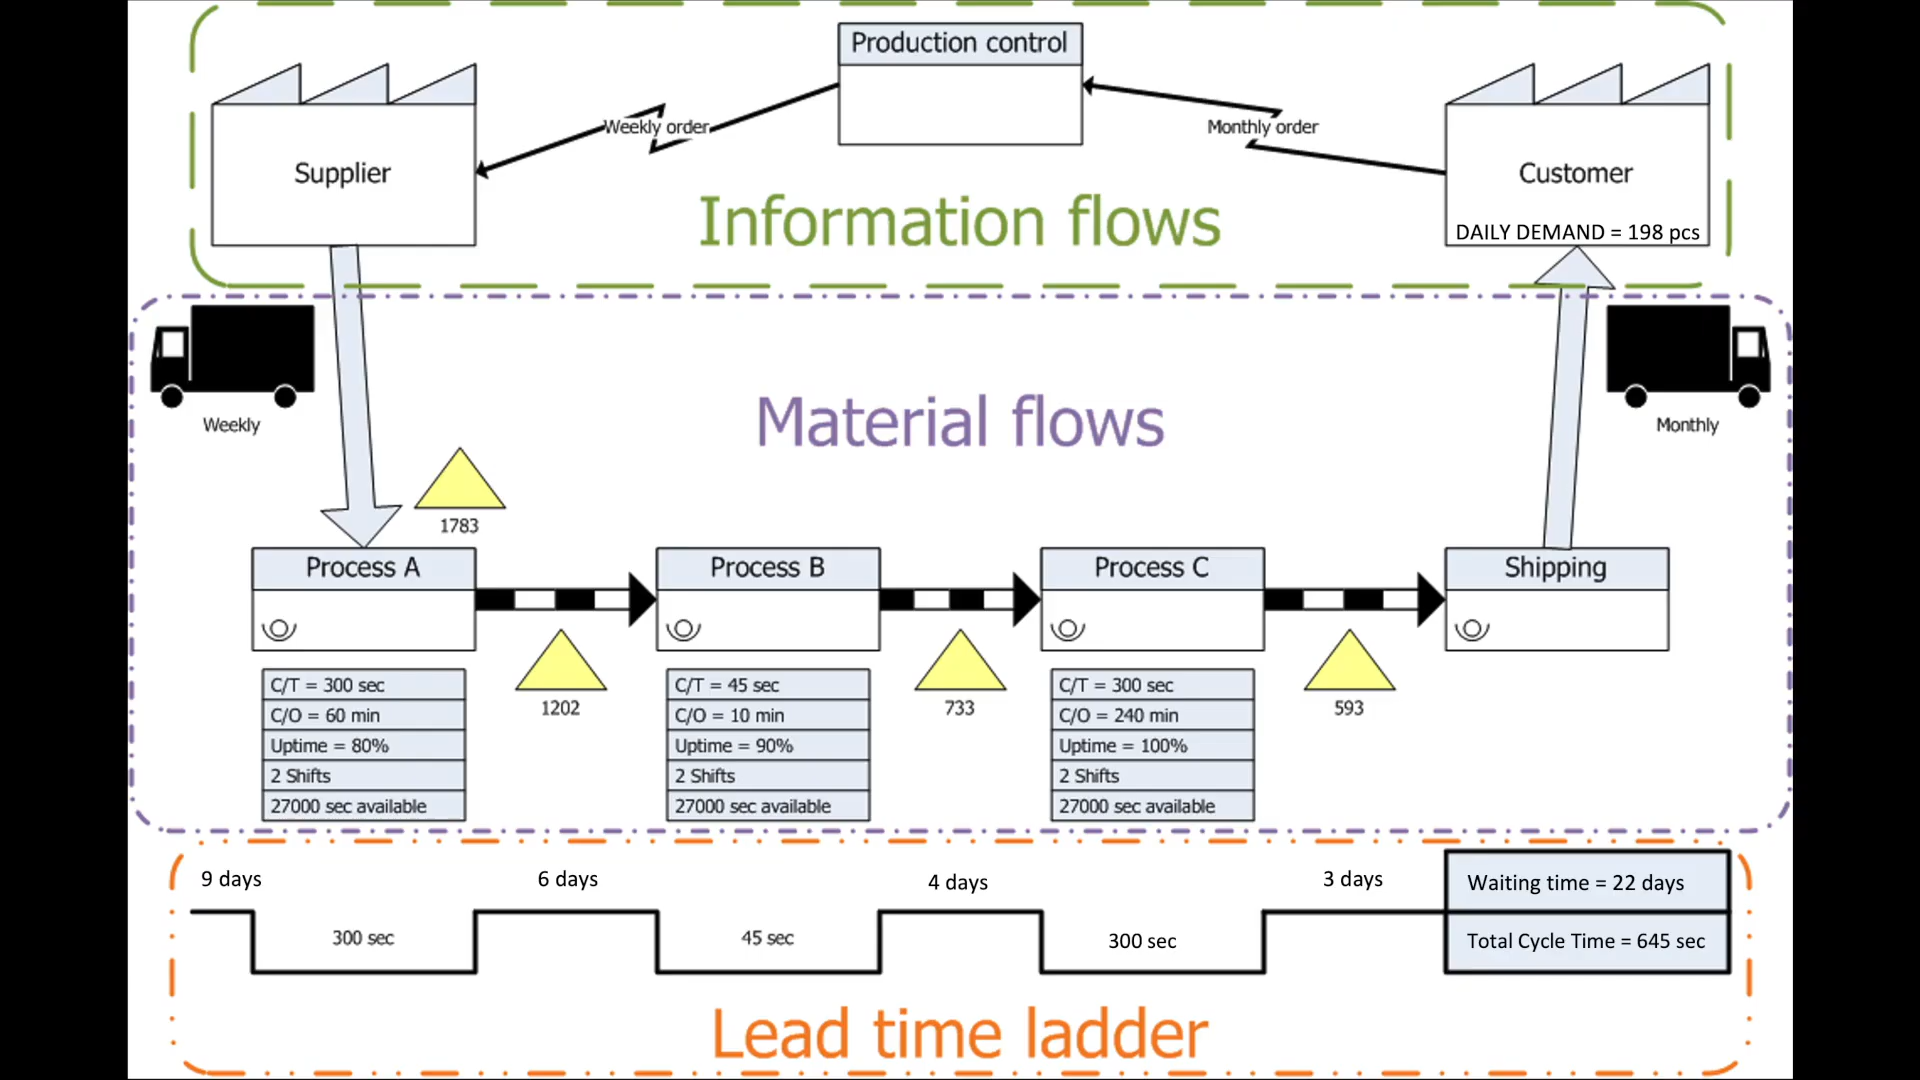 Production control
Weekly order
Monthly order
Supplier
Customer
DAILY DEMAND = 198 pcs
Information flows
Weekly
Material flows
Monthly
1783
Process A
Process B
Process C
Shipping
1202
733
593
C/T = 300 sec
C/O = 60 min
Uptime = 80%
2 Shifts
27000 sec available
C/T = 45 sec
C/O = 10 min
Uptime = 90%
2 Shifts
27000 sec available
C/T = 300 sec
C/O = 240 min
Uptime = 100%
2 Shifts
27000 sec available
9 days
6 days
4 days
3 days
Waiting time = 22 days
300 sec
45 sec
300 sec
Total Cycle Time = 645 sec
Lead time ladder